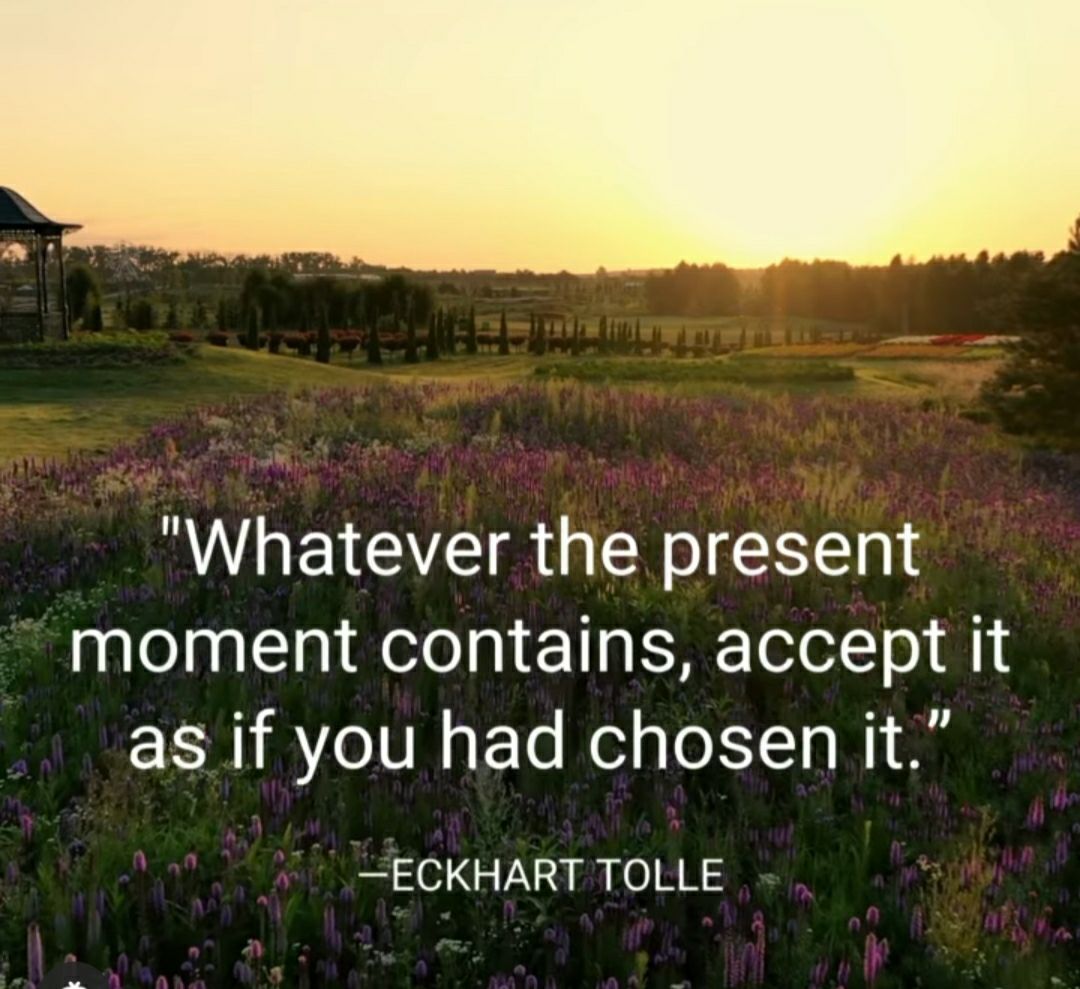 "Whatever the present
moment contains, accept it
as if you had chosen it.”
—ECKHART TOLLE